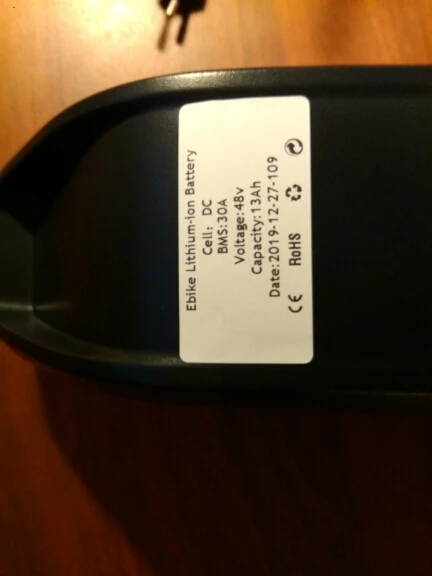 Ebike Lithium-ion Battery
Cell: DC
BMS:30A
Voltage:48v
Capacity:13Ah
Date:2019-12-27-109
CE RoHS